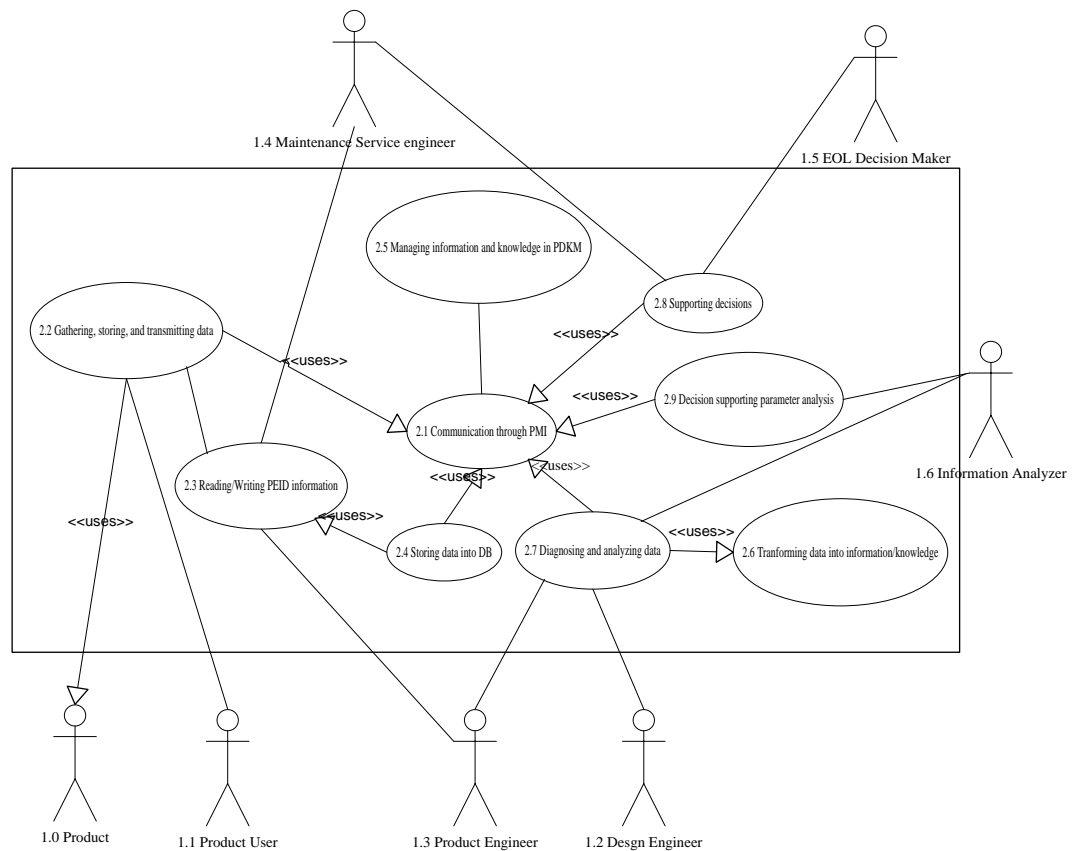 1.4 Maintenance Service engineer
1.5 EOL Decision Maker
2.5 Managing information and knowledge in PDKM
2.8 Supporting decisions
2.2 Gathering, storing, and transmitting data
<<uses>>
<<uses>>
<<uses>>
2.9 Decision supporting parameter analysis
2.1 Communication through PMI
<<uses>>
<<uses>>
1.6 Information Analyzer
2.3 Reading/Writing PEID information
<<uses>>
<<uses>>
<<uses>>
2.4 Storing data into DB
2.7 Diagnosing and analyzing data
2.6 Tranforming data into information/knowledge
1.0 Product
1.1 Product User
1.3 Product Engineer
1.2 Desgn Engineer